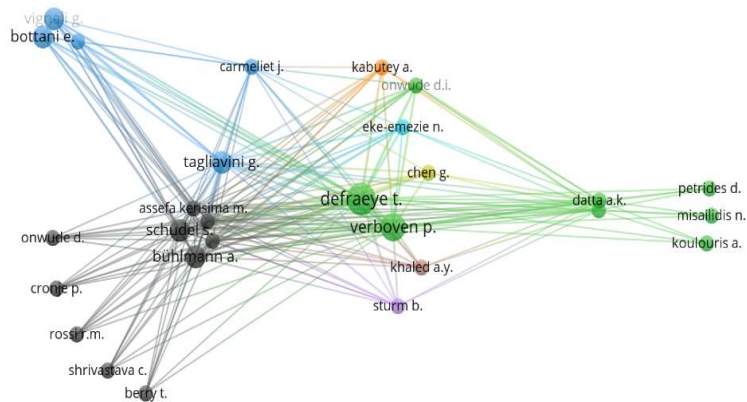 vignali g.
bottani e.
carmeliet j.
kabutey a.
onwude d.i.
eke-emezie n.
tagliavini g.
chen g.
defraeye t.
datta a.k.
petrides d.
assefa kerisima m.
misailidis n.
schudel s.
verboven p.
onwude d.
koulouris a.
bühlmann a.
khaled a.y.
cronje p.
sturm b.
rossi r.m.
shrivastava c.
berry t.